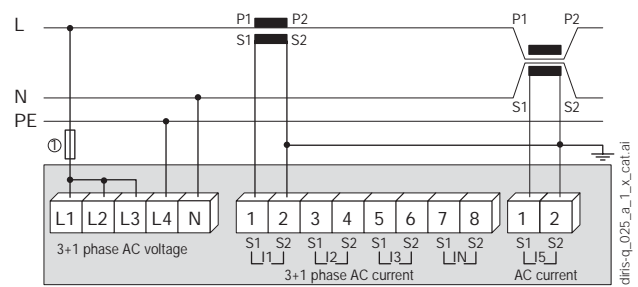 L P1 P2 P1 P2
S1 S2
N
S1 S2
PE
①
L1 L2 L3 L4 N 1 2 3 4 5 6 7 8 1 2
S1 S2 S1 S2 S1 S2 S1 S2 S1 S2
I1 I2 I3 IN I5
3+1 phase AC voltage
3+1 phase AC current
AC current
diris-q_025_a_1_x_cat.ai